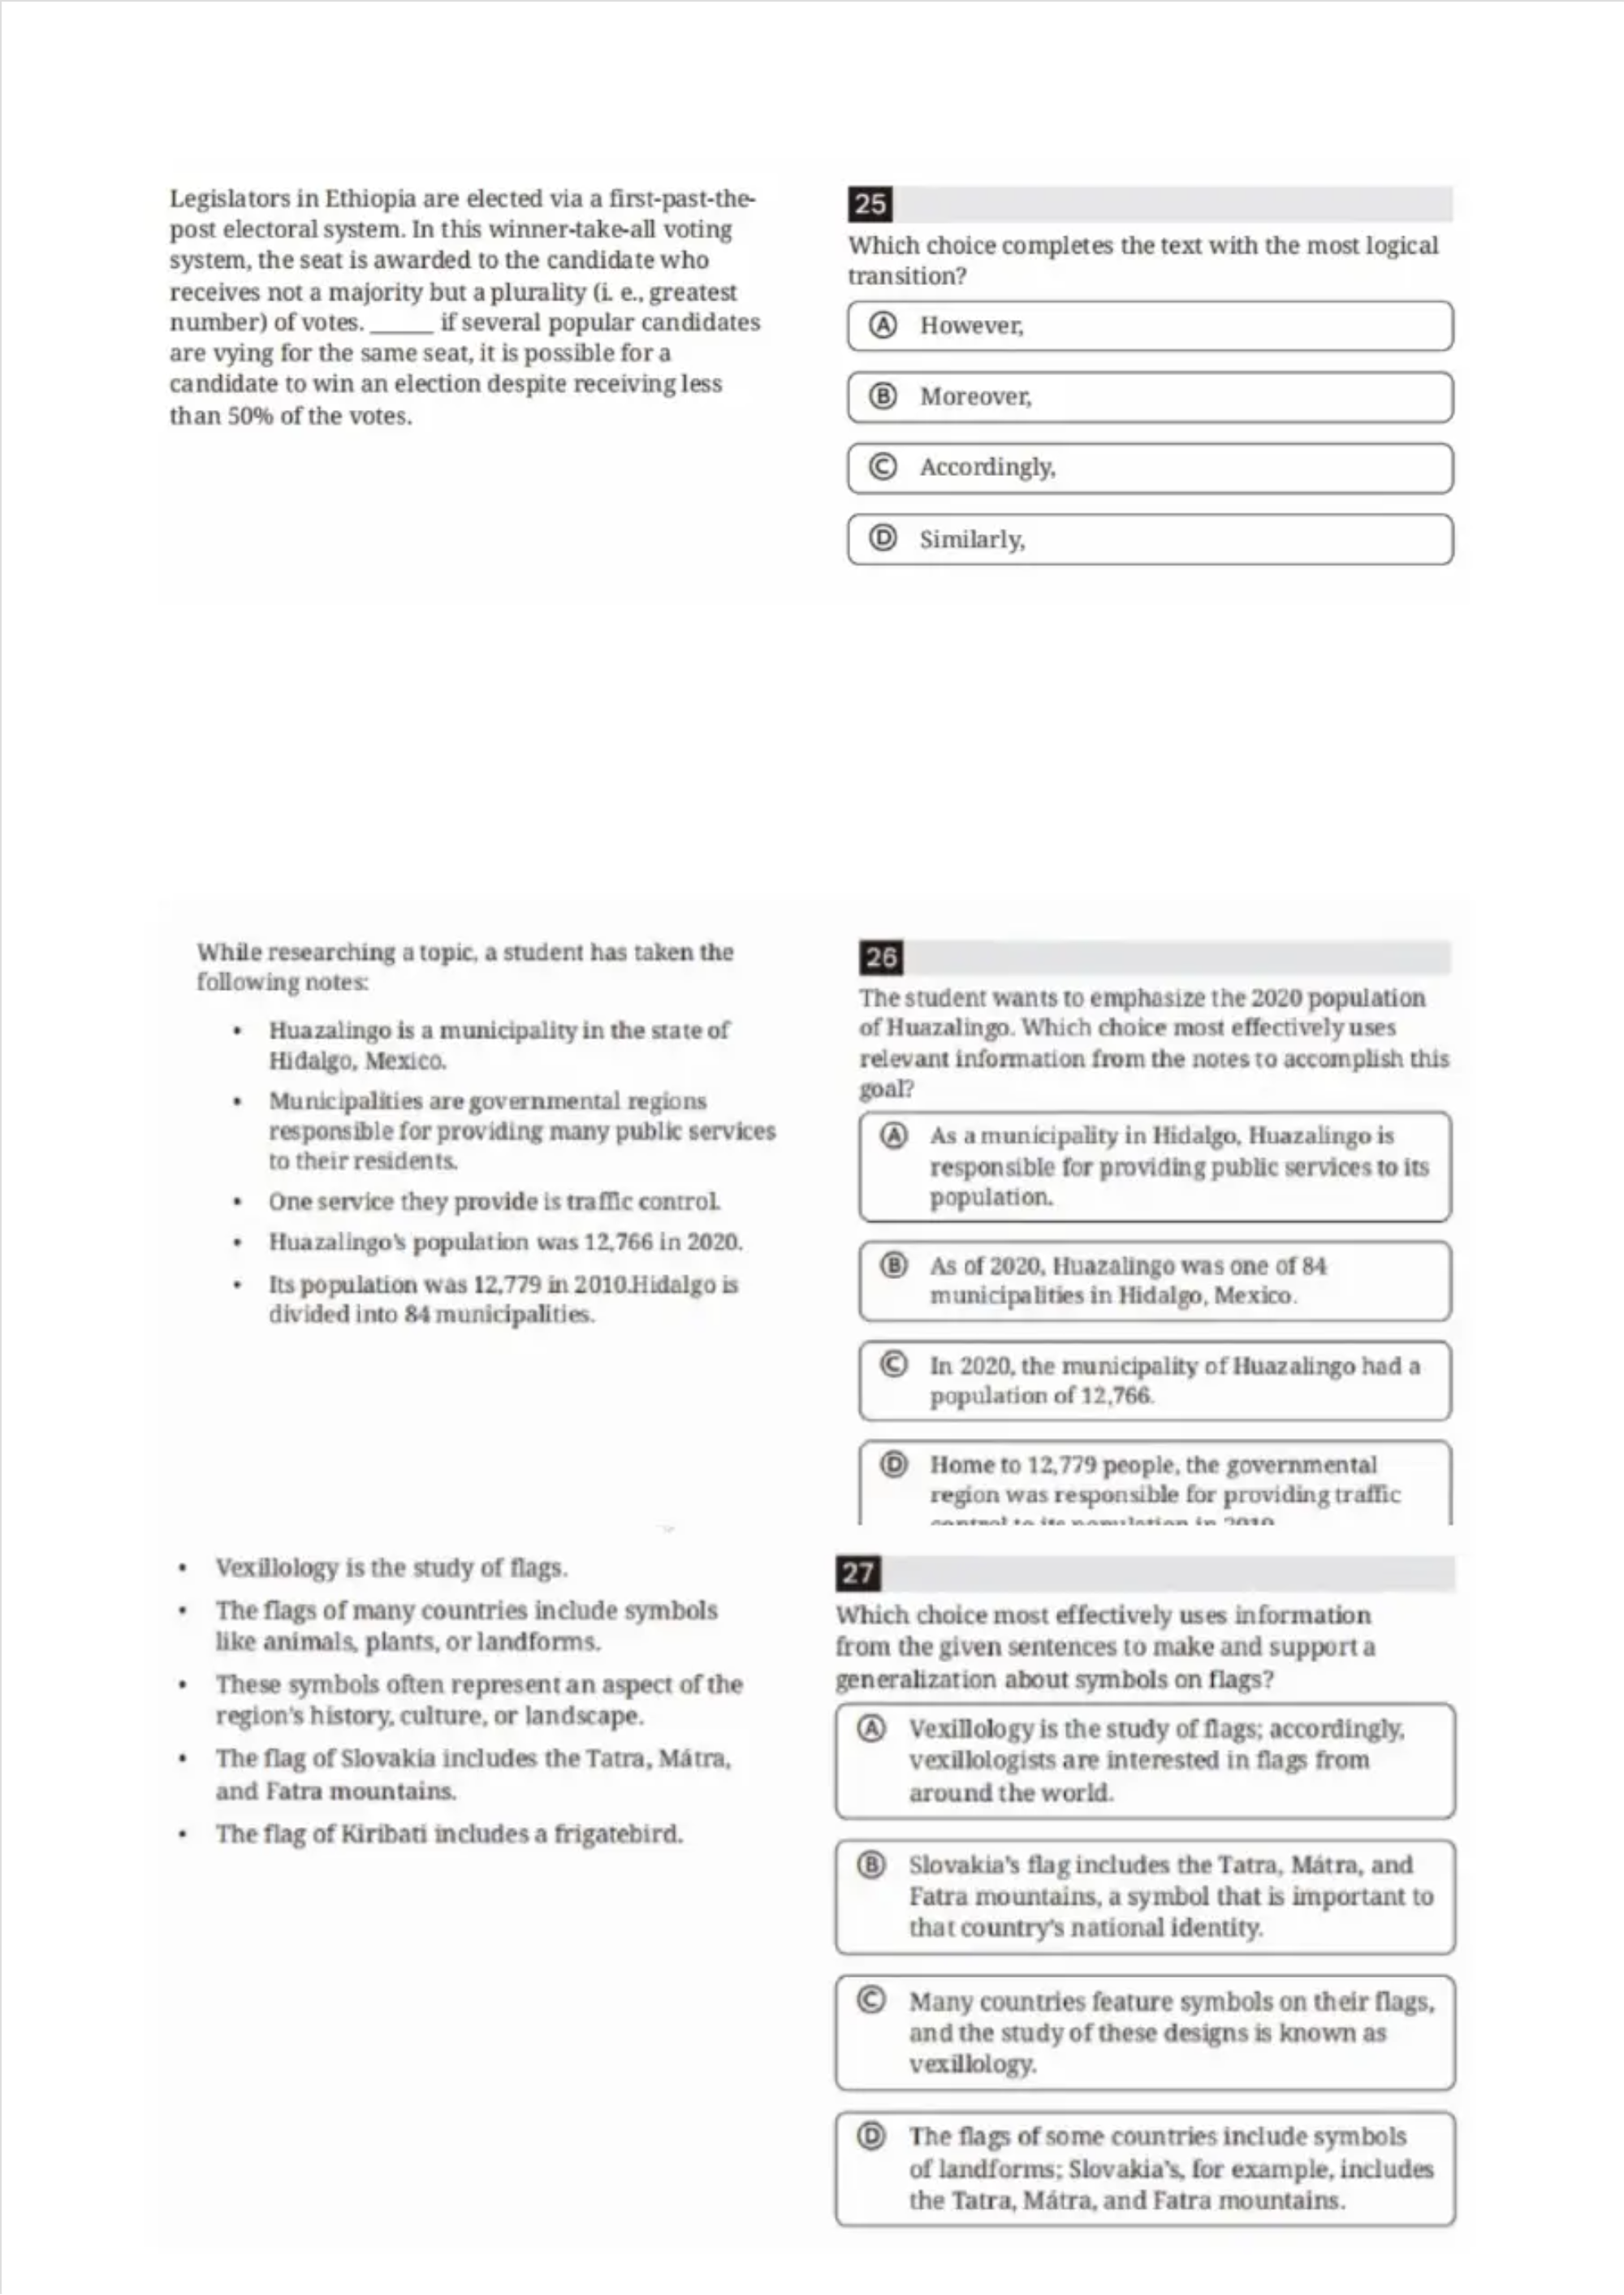 Legislators in Ethiopia are elected via a first-past-the-
post electoral system. In this winner-take-all voting
system, the seat is awarded to the candidate who
receives not a majority but a plurality (i. e., greatest
number) of votes. ______ if several popular candidates
are vying for the same seat, it is possible for a
candidate to win an election despite receiving less
than 50% of the votes.
25
Which choice completes the text with the most logical
transition?
A However,
B Moreover,
C Accordingly,
D Similarly,
While researching a topic, a student has taken the
following notes:
• Huazalingo is a municipality in the state of
Hidalgo, Mexico.
• Municipalities are governmental regions
responsible for providing many public services
to their residents.
• One service they provide is traffic control.
• Huazalingo's population was 12,766 in 2020.
• Its population was 12,779 in 2010.Hidalgo is
divided into 84 municipalities.
26
The student wants to emphasize the 2020 population
of Huazalingo. Which choice most effectively uses
relevant information from the notes to accomplish this
goal?
A As a municipality in Hidalgo, Huazalingo is
responsible for providing public services to its
population.
B As of 2020, Huazalingo was one of 84
municipalities in Hidalgo, Mexico.
C In 2020, the municipality of Huazalingo had a
population of 12,766.
D Home to 12,779 people, the governmental
region was responsible for providing traffic
control to its population in 2010.
• Vexillology is the study of flags.
• The flags of many countries include symbols
like animals, plants, or landforms.
• These symbols often represent an aspect of the
region's history, culture, or landscape.
• The flag of Slovakia includes the Tatra, Mátra,
and Fatra mountains.
• The flag of Kiribati includes a frigatebird.
27
Which choice most effectively uses information
from the given sentences to make and support a
generalization about symbols on flags?
A Vexillology is the study of flags; accordingly,
vexillologists are interested in flags from
around the world.
B Slovakia's flag includes the Tatra, Mátra, and
Fatra mountains, a symbol that is important to
that country's national identity.
C Many countries feature symbols on their flags,
and the study of these designs is known as
vexillology.
D The flags of some countries include symbols
of landforms; Slovakia's, for example, includes
the Tatra, Mátra, and Fatra mountains.